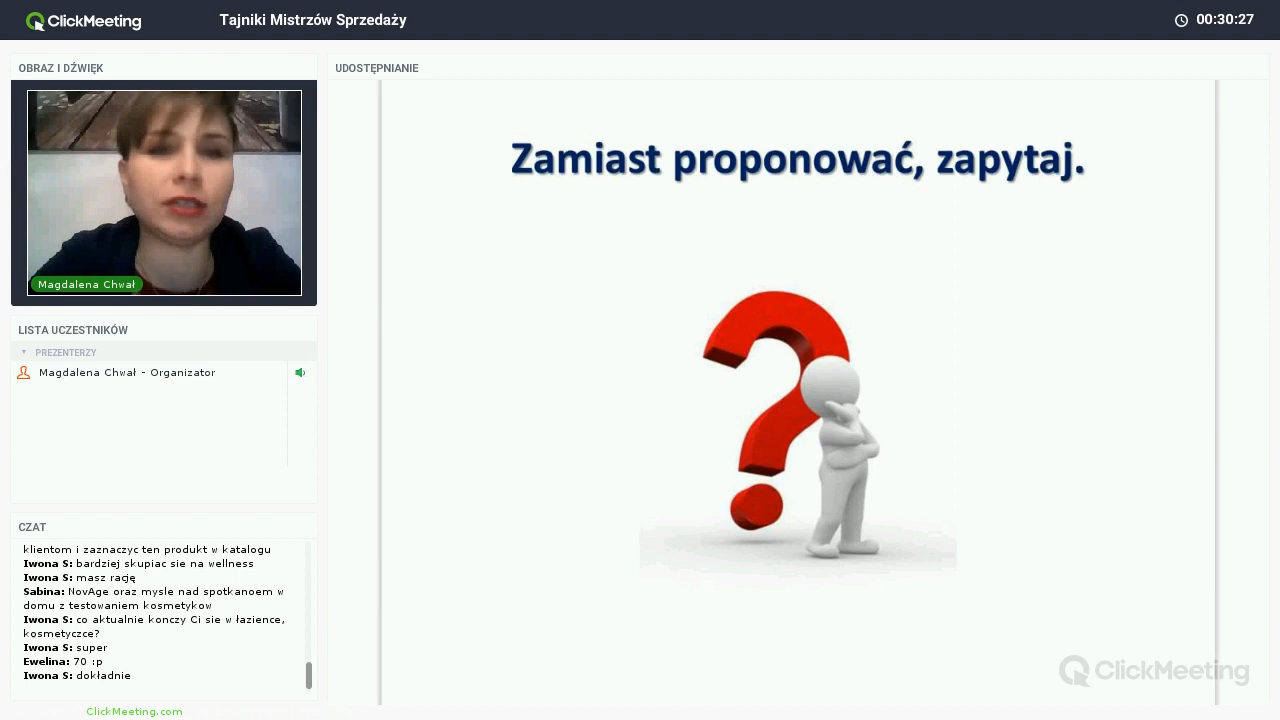 ClickMeeting
Tajniki Mistrzów Sprzedaży
00:30:27
OBRAZ I DŹWIĘK
Magdalena Chwał
LISTA UCZESTNIKÓW
PREZENTERZY
Magdalena Chwał - Organizator
CZAT
klientom i zaznaczyc ten produkt w katalogu
Iwona S: bardziej skupiac sie na wellness
Iwona S: masz rację
Sabina: NovAge oraz mysle nad spotkanoem w
domu z testowaniem kosmetykow
Iwona S: co aktualnie konczy Ci sie w łazience,
kosmetyczce?
Iwona S: super
Ewelina: 70 :p
Iwona S: dokładnie
ClickMeeting.com
UDOSTĘPNIANIE
Zamiast proponować, zapytaj.
ClickMeeting